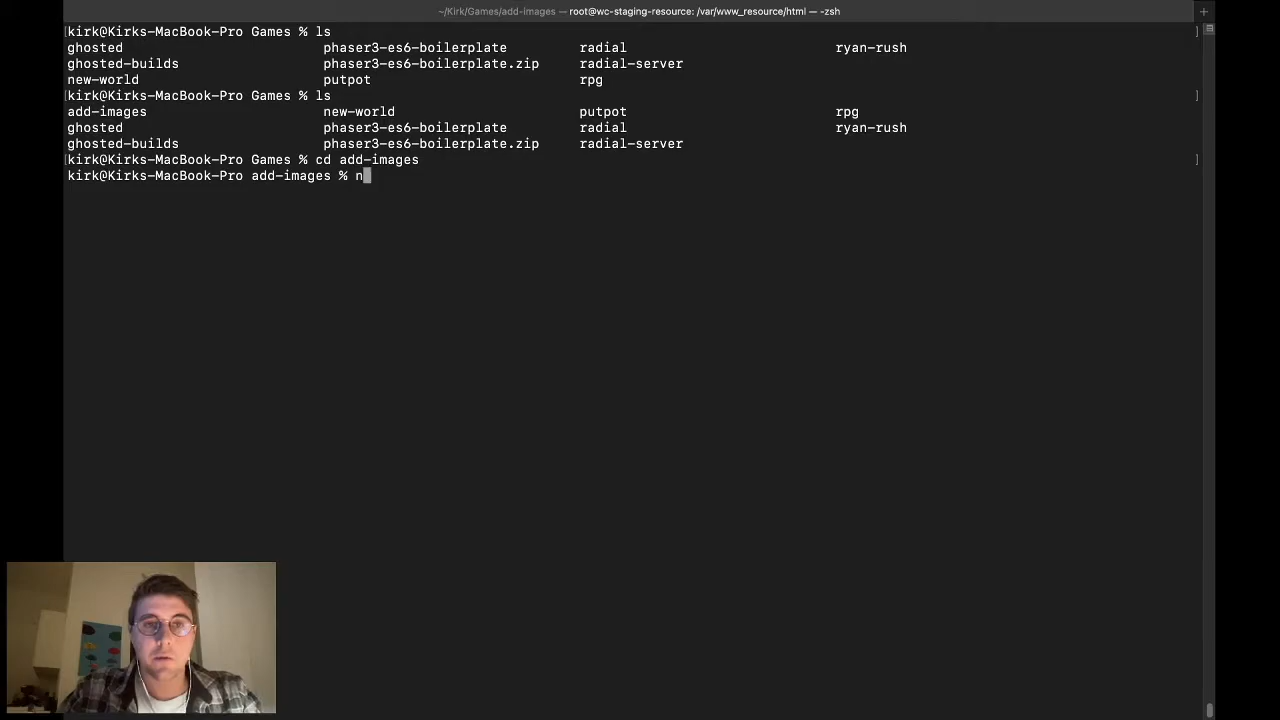 ~/Kirk/Games/add-images — root@wc-staging-resource: /var/www_resource/html — -zsh +
[kirk@Kirks-MacBook-Pro Games % ls ]
ghosted phaser3-es6-boilerplate radial ryan-rush
ghosted-builds phaser3-es6-boilerplate.zip radial-server
new-world putpot rpg
[kirk@Kirks-MacBook-Pro Games % ls ]
add-images new-world putpot rpg
ghosted phaser3-es6-boilerplate radial ryan-rush
ghosted-builds phaser3-es6-boilerplate.zip radial-server
[kirk@Kirks-MacBook-Pro Games % cd add-images ]
kirk@Kirks-MacBook-Pro add-images % n